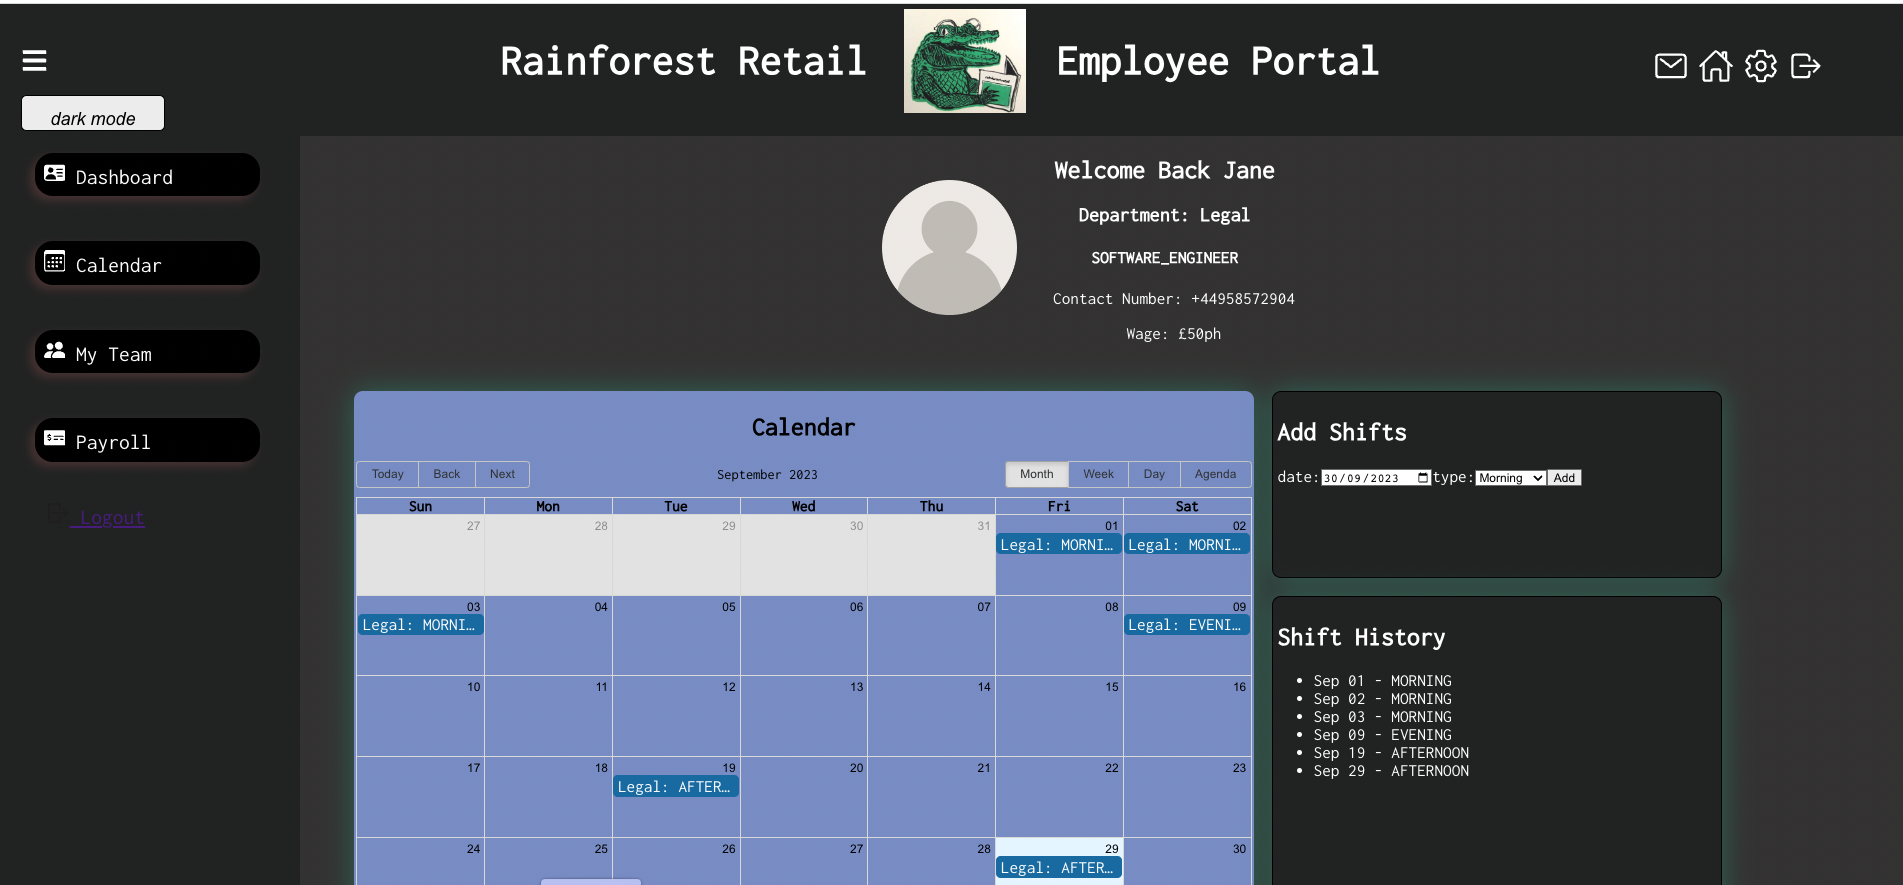 Rainforest Retail
Employee Portal
dark mode
Dashboard
Calendar
My Team
Payroll
Logout
Welcome Back Jane
Department: Legal
SOFTWARE_ENGINEER
Contact Number: +44958572904
Wage: £50ph
Calendar
Today Back Next
September 2023
Month Week Day Agenda
Sun Mon Tue Wed Thu Fri Sat
27 28 29 30 31 01 02
Legal: MORNI… Legal: MORNI…
03 04 05 06 07 08 09
Legal: MORNI… Legal: EVENI…
10 11 12 13 14 15 16
17 18 19 20 21 22 23
Legal: AFTER…
24 25 26 27 28 29 30
Legal: AFTER…
Add Shifts
date: 30/09/2023 type: Morning Add
Shift History
• Sep 01 - MORNING
• Sep 02 - MORNING
• Sep 03 - MORNING
• Sep 09 - EVENING
• Sep 19 - AFTERNOON
• Sep 29 - AFTERNOON